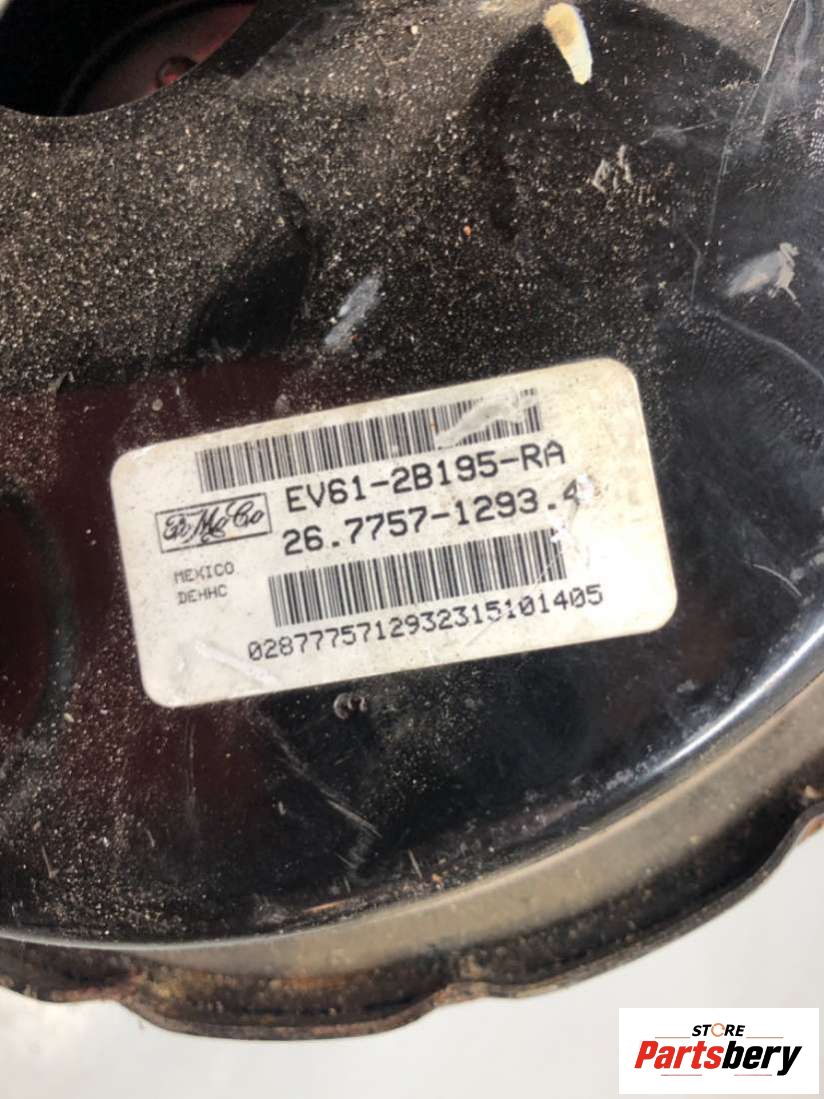 EV61-2B195-RA
FoMoCo
26.7757-1293.4
MEXICO
DEHHC
0287775712932315101405
STORE
Partsbery